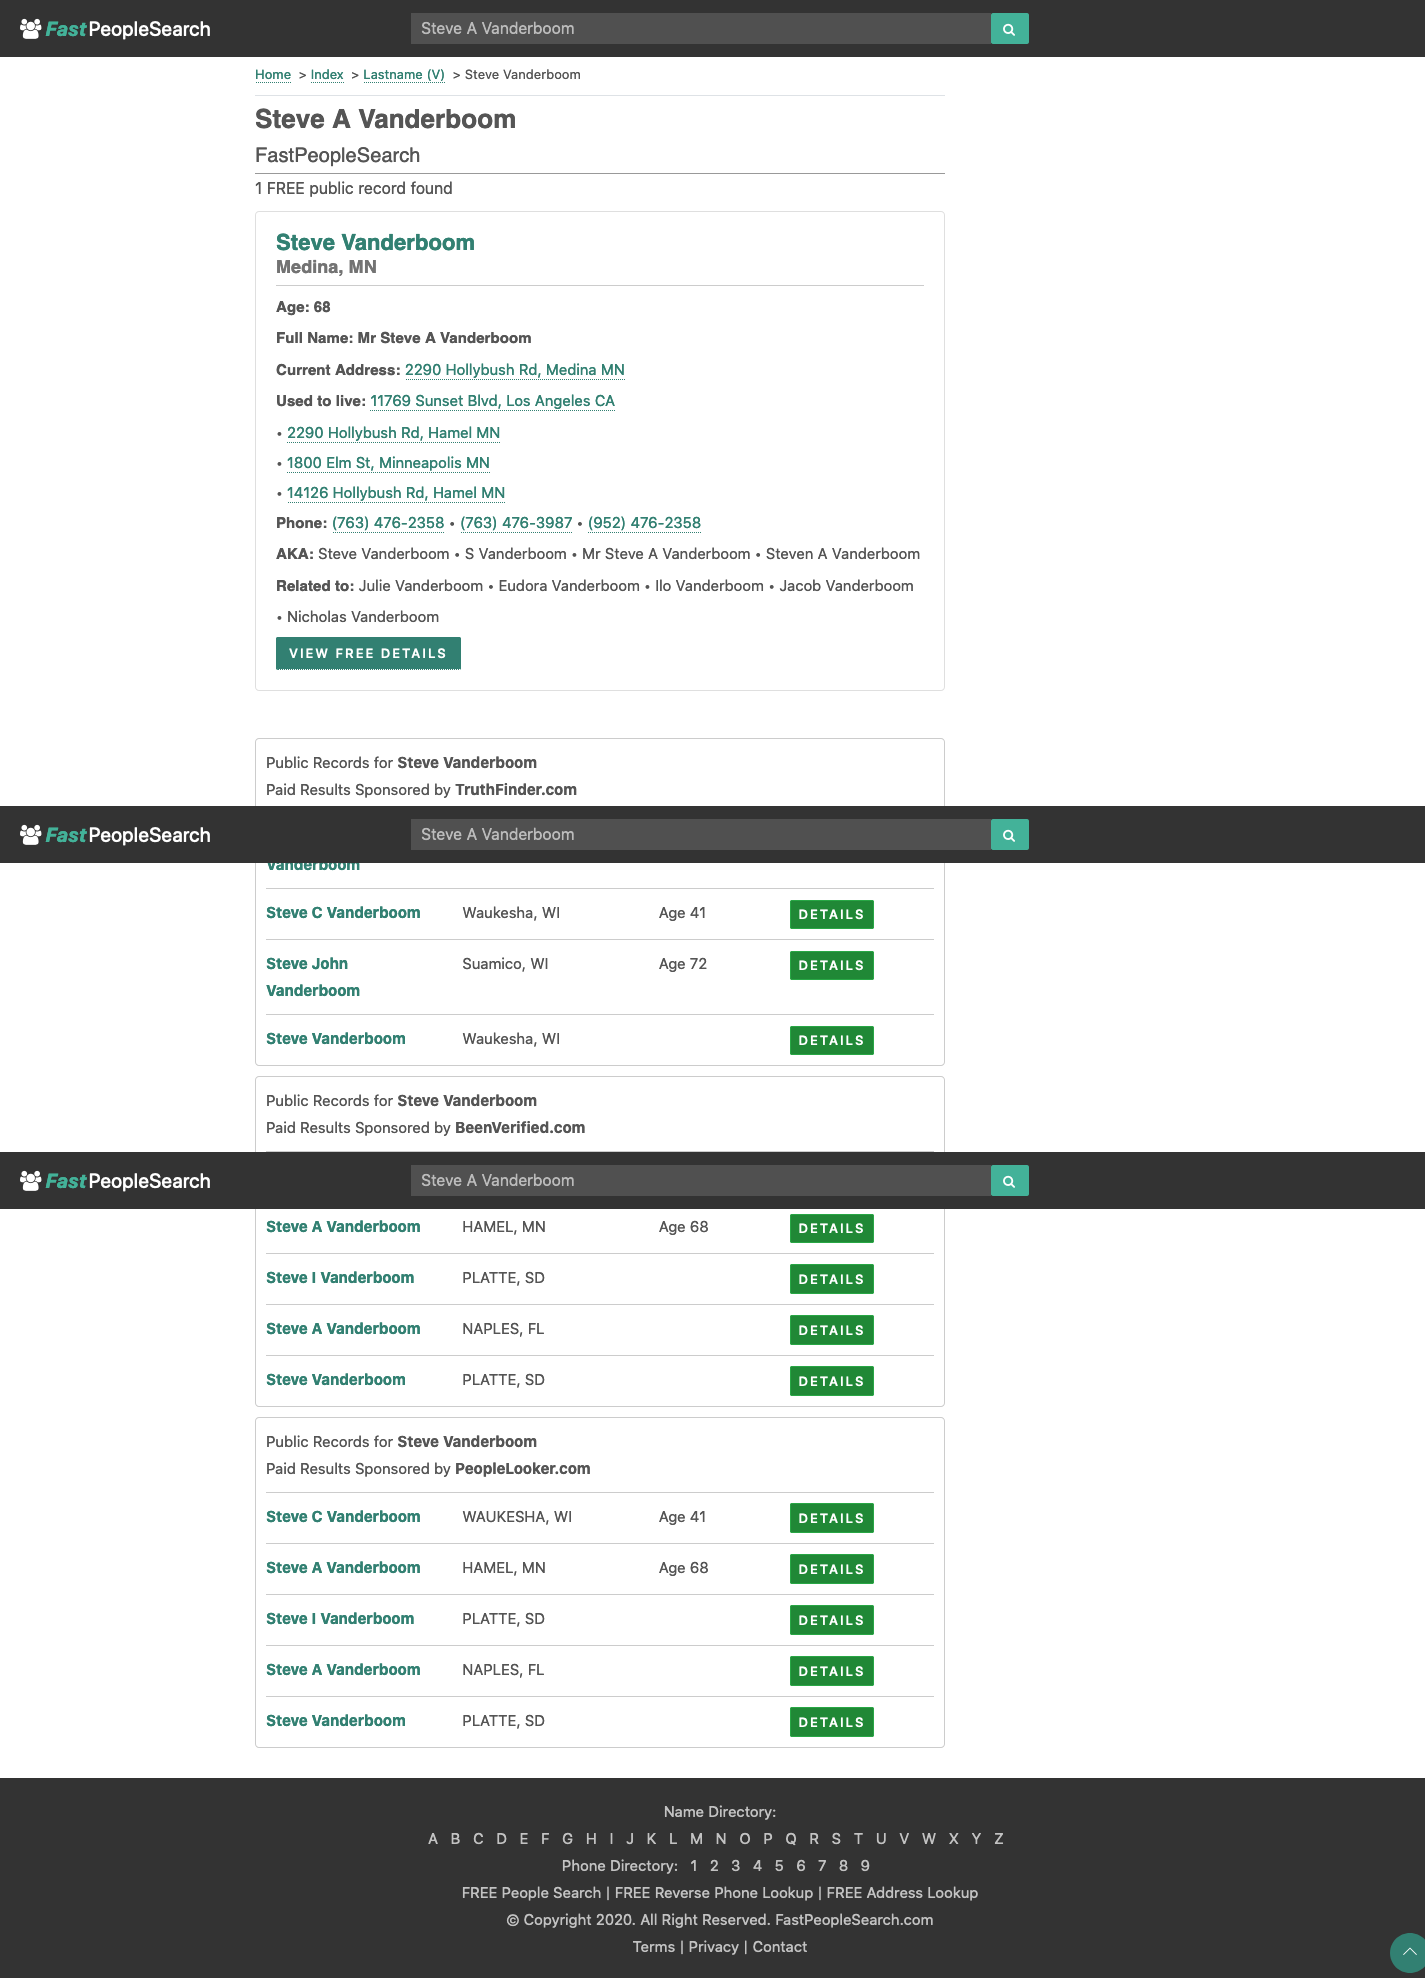 FastPeopleSearch Steve A Vanderboom
Home > Index > Lastname (V) > Steve Vanderboom
Steve A Vanderboom
FastPeopleSearch
1 FREE public record found
Steve Vanderboom
Medina, MN
Age: 68
Full Name: Mr Steve A Vanderboom
Current Address: 2290 Hollybush Rd, Medina MN
Used to live: 11769 Sunset Blvd, Los Angeles CA
• 2290 Hollybush Rd, Hamel MN
• 1800 Elm St, Minneapolis MN
• 14126 Hollybush Rd, Hamel MN
Phone: (763) 476-2358 • (763) 476-3987 • (952) 476-2358
AKA: Steve Vanderboom • S Vanderboom • Mr Steve A Vanderboom • Steven A Vanderboom
Related to: Julie Vanderboom • Eudora Vanderboom • Ilo Vanderboom • Jacob Vanderboom
• Nicholas Vanderboom
VIEW FREE DETAILS
Public Records for Steve Vanderboom
Paid Results Sponsored by TruthFinder.com
FastPeopleSearch Steve A Vanderboom
Vanderboom
Steve C Vanderboom Waukesha, WI Age 41 DETAILS
Steve John Suamico, WI Age 72 DETAILS
Vanderboom
Steve Vanderboom Waukesha, WI DETAILS
Public Records for Steve Vanderboom
Paid Results Sponsored by BeenVerified.com
FastPeopleSearch Steve A Vanderboom
Steve A Vanderboom HAMEL, MN Age 68 DETAILS
Steve I Vanderboom PLATTE, SD DETAILS
Steve A Vanderboom NAPLES, FL DETAILS
Steve Vanderboom PLATTE, SD DETAILS
Public Records for Steve Vanderboom
Paid Results Sponsored by PeopleLooker.com
Steve C Vanderboom WAUKESHA, WI Age 41 DETAILS
Steve A Vanderboom HAMEL, MN Age 68 DETAILS
Steve I Vanderboom PLATTE, SD DETAILS
Steve A Vanderboom NAPLES, FL DETAILS
Steve Vanderboom PLATTE, SD DETAILS
Name Directory:
A B C D E F G H I J K L M N O P Q R S T U V W X Y Z
Phone Directory: 1 2 3 4 5 6 7 8 9
FREE People Search | FREE Reverse Phone Lookup | FREE Address Lookup
© Copyright 2020. All Right Reserved. FastPeopleSearch.com
Terms | Privacy | Contact